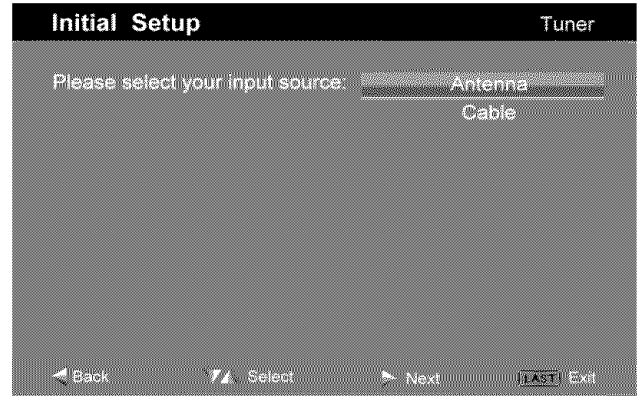 Initial Setup Tuner
Please select your input source: Antenna
Cable
Back Select Next LAST Exit